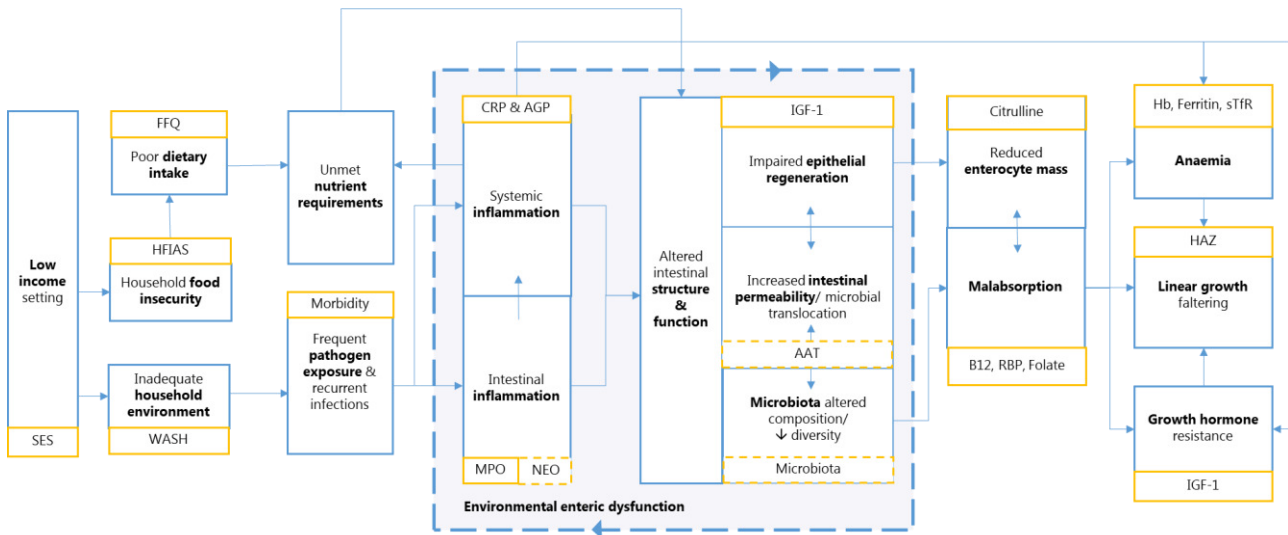 Low
income
setting
SES
FFQ
Poor dietary
intake
HFIAS
Household food
insecurity
Inadequate
household
environment
WASH
Unmet
nutrient
requirements
Morbidity
Frequent
pathogen
exposure &
recurrent
infections
CRP & AGP
Systemic
inflammation
Intestinal
inflammation
MPO
NEO
Environmental enteric dysfunction
Altered
intestinal
structure
&
function
IGF-1
Impaired epithelial
regeneration
Increased intestinal
permeability/ microbial
translocation
AAT
Microbiota altered
composition/
↓ diversity
Microbiota
Citrulline
Reduced
enterocyte mass
Malabsorption
B12, RBP, Folate
Hb, Ferritin, sTfR
Anaemia
HAZ
Linear growth
faltering
Growth hormone
resistance
IGF-1